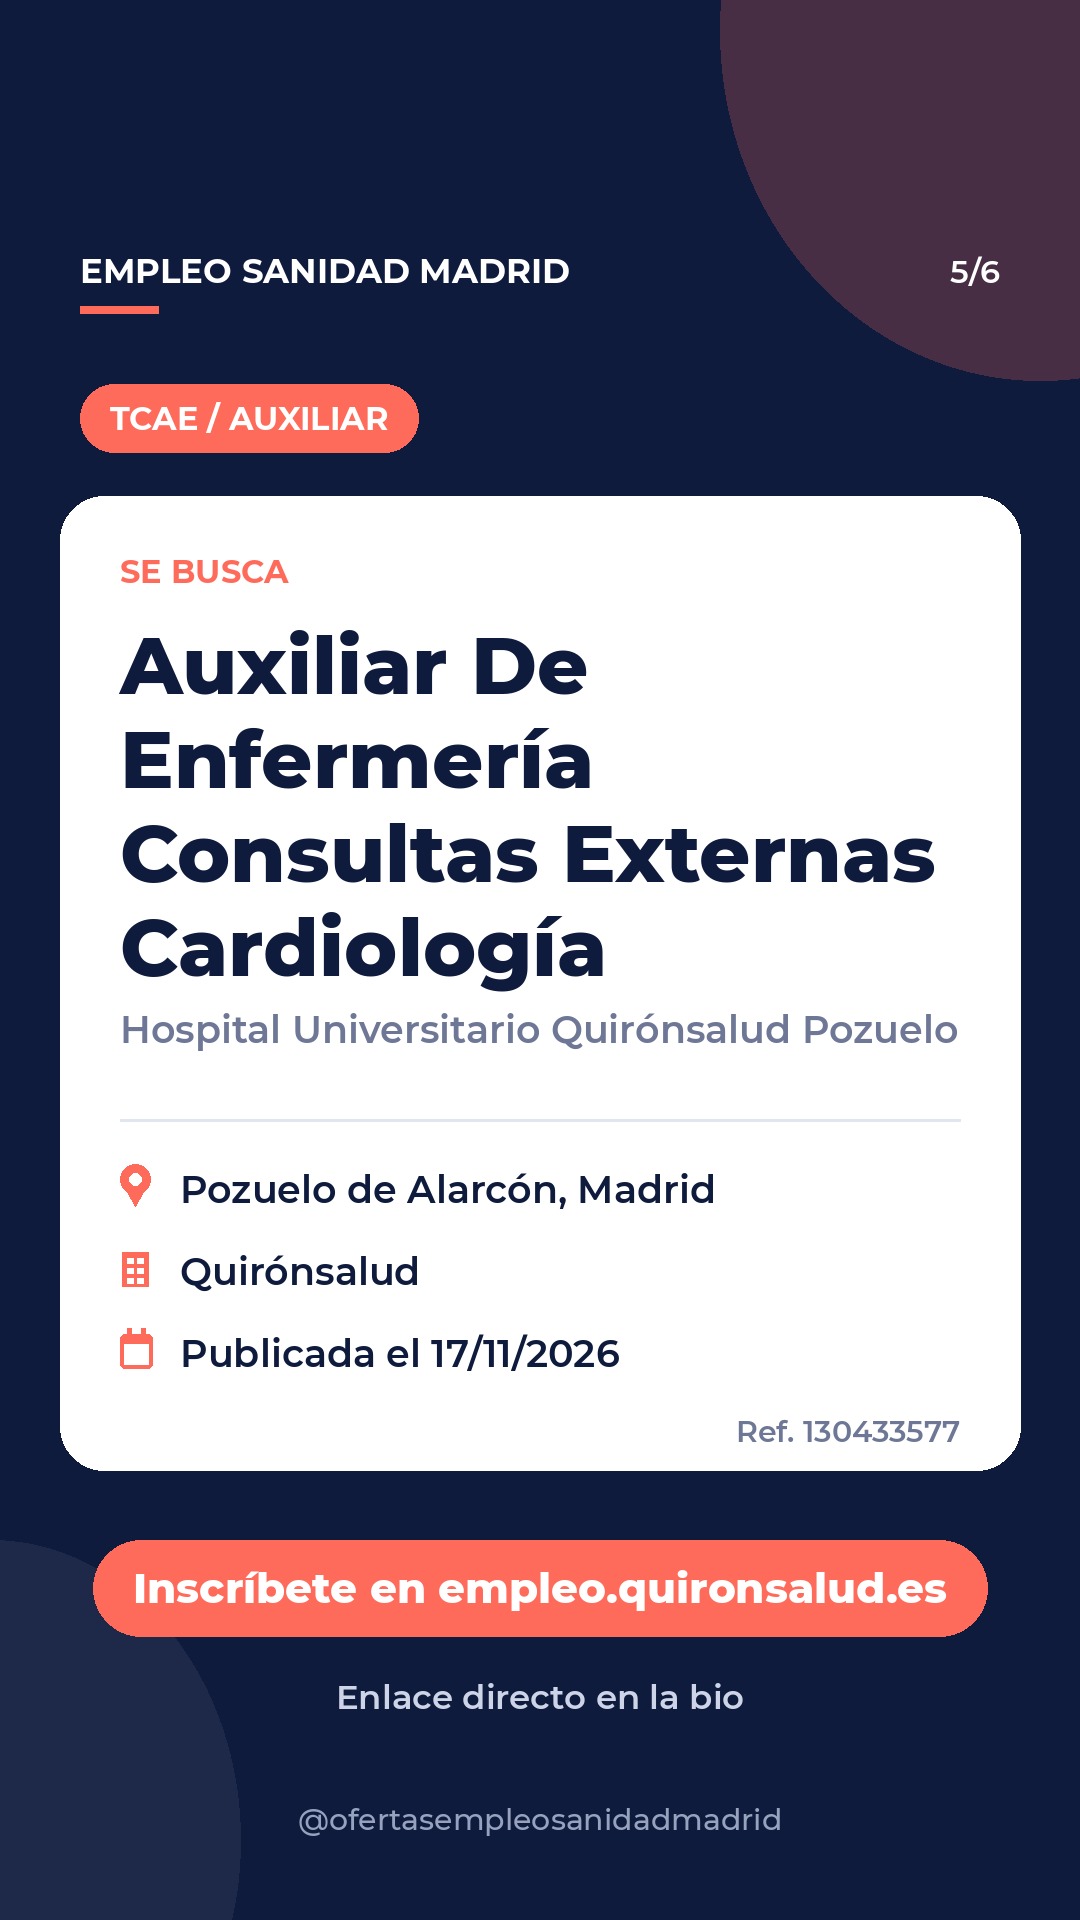 EMPLEO SANIDAD MADRID
5/6
TCAE / AUXILIAR
SE BUSCA
Auxiliar De
Enfermería
Consultas Externas
Cardiología
Hospital Universitario Quirónsalud Pozuelo
Pozuelo de Alarcón, Madrid
Quirónsalud
Publicada el 17/11/2026
Ref. 130433577
Inscríbete en empleo.quironsalud.es
Enlace directo en la bio
@ofertasempleosanidadmadrid